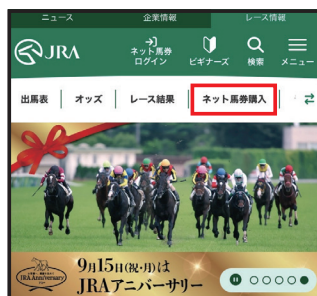 ニュース 企業情報 レース情報
JRA ネット馬券 ログイン ビギナーズ 検索 メニュー
出馬表 オッズ レース結果 ネット馬券購入
JRA Anniversary
9月15日(祝・月)は
JRAアニバーサリー